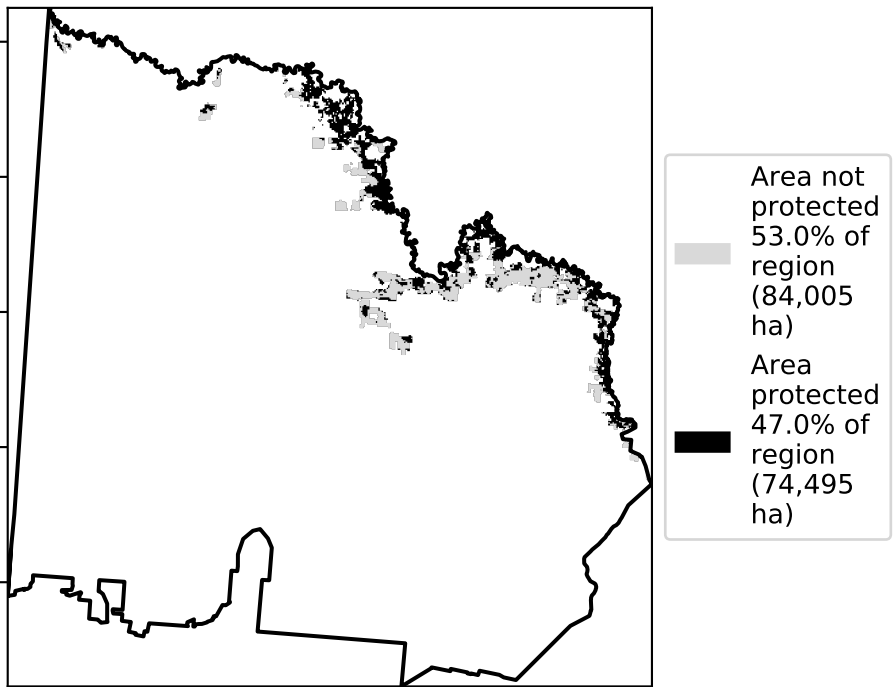 Area not
protected
53.0% of
region
(84,005
ha)
Area
protected
47.0% of
region
(74,495
ha)